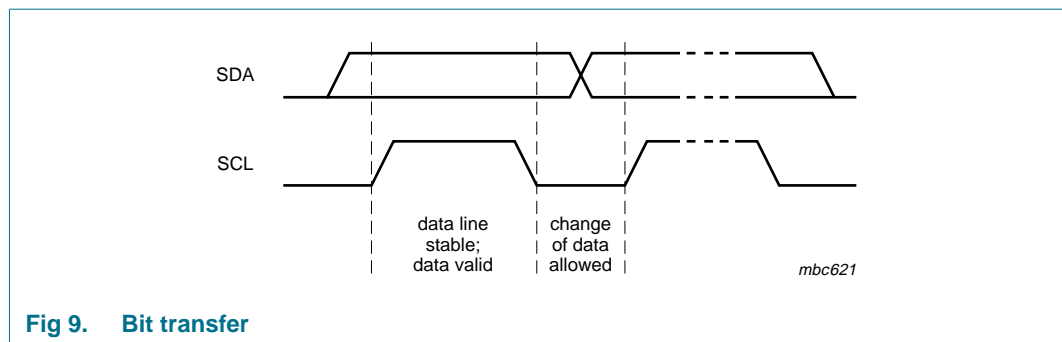 SDA
SCL
data line
stable;
data valid
change
of data
allowed
mbc621
Fig 9. Bit transfer